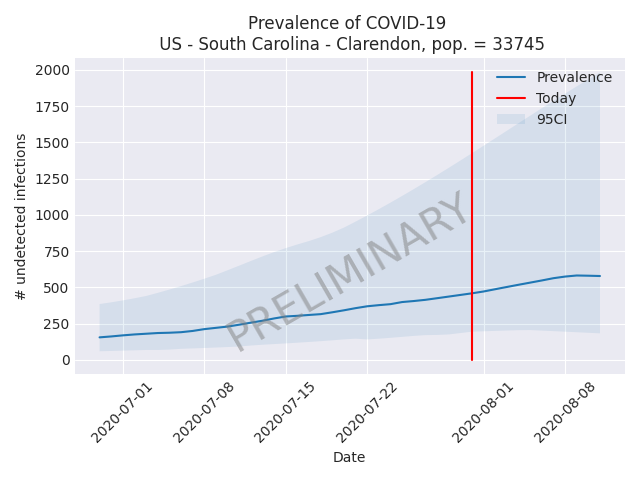 Prevalence of COVID-19
US - South Carolina - Clarendon, pop. = 33745
Prevalence
Today
95CI
PRELIMINARY
# undetected infections
2000
1750
1500
1250
1000
750
500
250
0
2020-07-01
2020-07-08
2020-07-15
2020-07-22
2020-08-01
2020-08-08
Date